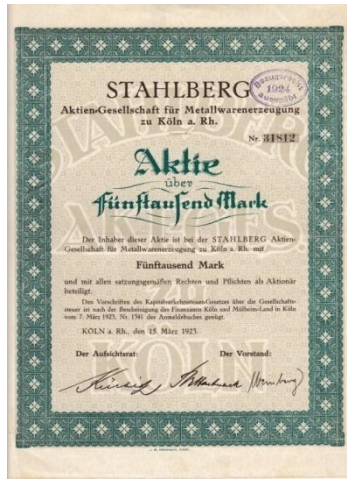 STAHLBERG
Bezugsrecht
1924
ausgeübt
Aktien-Gesellschaft für Metallwarenerzeugung
zu Köln a. Rh.
Nr. 31812
Aktie
über
Fünftausend Mark
Der Inhaber dieser Aktie ist bei der STAHLBERG Aktien-
Gesellschaft für Metallwarenerzeugung zu Köln a. Rh. mit
Fünftausend Mark
und mit allen satzungsgemäßen Rechten und Pflichten als Aktionär
beteiligt.
Den Vorschriften des Kapitalverkehrsteuer-Gesetzes über die Gesellschafts-
steuer ist nach der Bescheinigung des Finanzamts Köln und Mülheim-Land in Köln
vom 7. März 1923, Nr. 1341 des Anmeldebuches genügt.
KÖLN a. Rh., den 15. März 1923.
Der Aufsichtsrat: Der Vorstand: